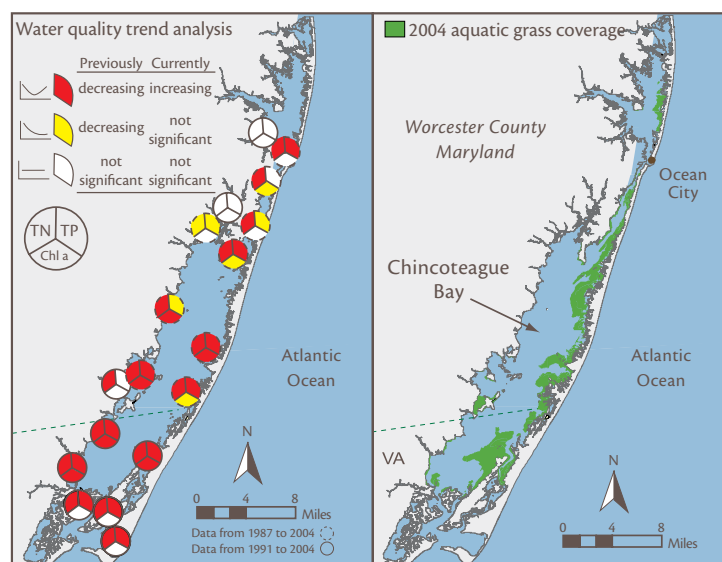 Water quality trend analysis
Previously Currently
decreasing increasing
decreasing not significant
not significant not significant
TN TP
Chl a
Atlantic Ocean
N
0 4 8
Miles
Data from 1987 to 2004
Data from 1991 to 2004
2004 aquatic grass coverage
Worcester County
Maryland
Ocean City
Chincoteague Bay
Atlantic Ocean
VA
N
0 4 8
Miles